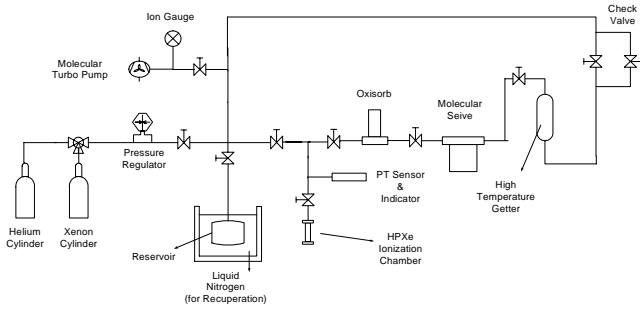 Check
Valve
Ion Gauge
Molecular
Turbo Pump
Oxisorb
Molecular
Seive
Pressure
Regulator
PT Sensor
&
Indicator
High
Temperature
Getter
Helium
Cylinder
Xenon
Cylinder
Reservoir
HPXe
Ionization
Chamber
Liquid
Nitrogen
(for Recuperation)